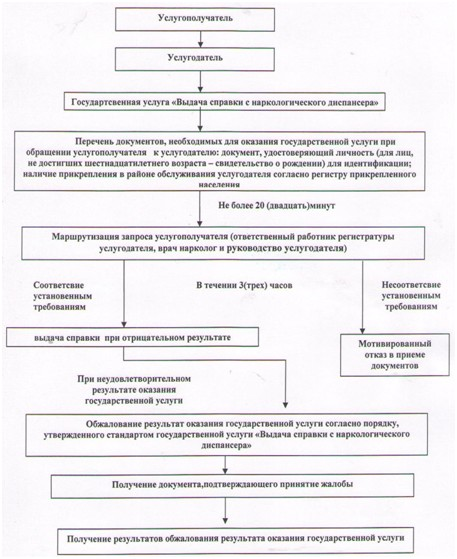 Услугополучатель
Услугодатель
Государтсвенная услуга «Выдача справки с наркологического диспансера»
Перечень документов, необходимых для оказания государственной услуги при
обращении услугополучателя к услугодателю: документ, удостоверяющий личность (для лиц,
не достигших шестнадцатилетнего возраста – свидетельство о рождении) для идентификации;
наличие прикрепления в районе обслуживания услугодателя согласно регистру прикрепленного
населения
Не более 20 (двадцать)минут
Маршрутизация запроса услугополучателя (ответственный работник регистратуры
услугодателя, врач нарколог и руководство услугодателя)
Соответсвие
установенным
требованиям
В течении 3(трех) часов
Несоответсвие
установенным
требованиям
выдача справки при отрицательном результате
Мотивированный
отказ в приеме
документов
При неудовлетворительном
результате оказания
государственной услуги
Обжалование результат оказания государственной услуги согласно порядку,
утвержденного стандартом государственной услуги «Выдача справки с наркологического
диспансера»
Получение документа,подтверждающего принятие жалобы
Получение результатов обжалования результата оказания государственной услуги